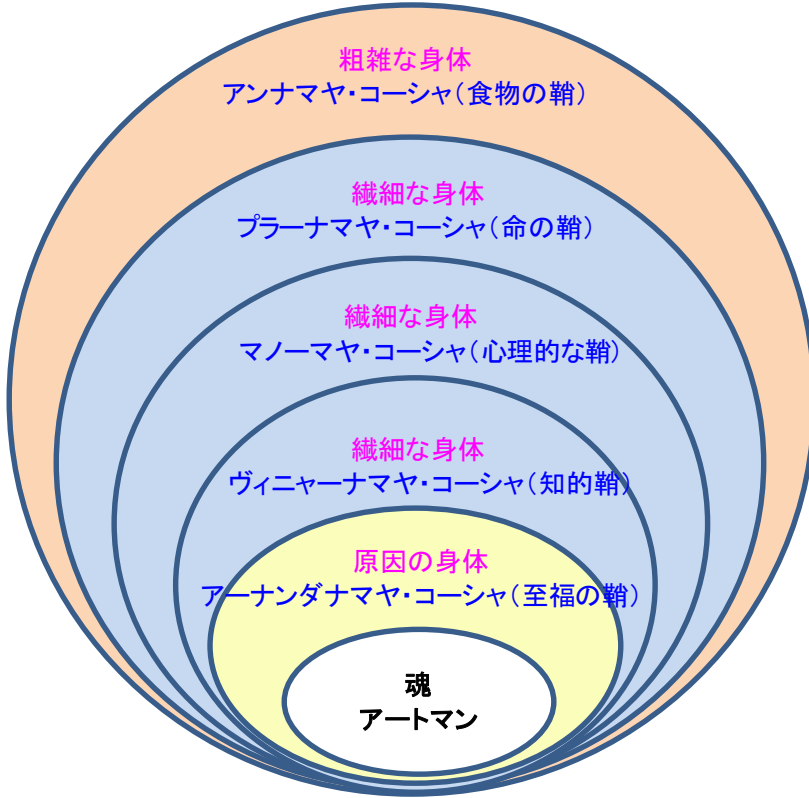 粗雑な身体
アンナマヤ・コーシャ(食物の鞘)
繊細な身体
プラーナマヤ・コーシャ(命の鞘)
繊細な身体
マノーマヤ・コーシャ(心理的な鞘)
繊細な身体
ヴィニャーナマヤ・コーシャ(知的鞘)
原因の身体
アーナンダナマヤ・コーシャ(至福の鞘)
魂
アートマン